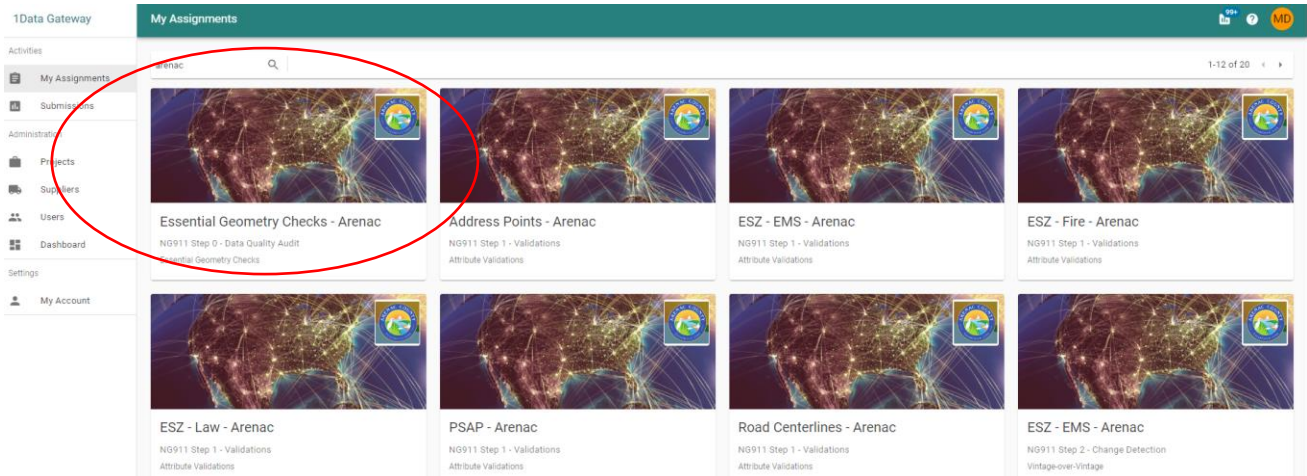 1Data Gateway
My Assignments
99+
MD
Activities
My Assignments
Submissions
Administration
Projects
Suppliers
Users
Dashboard
Settings
My Account
arenac
1-12 of 20
Essential Geometry Checks - Arenac
NG911 Step 0 - Data Quality Audit
Essential Geometry Checks
Address Points - Arenac
NG911 Step 1 - Validations
Attribute Validations
ESZ - EMS - Arenac
NG911 Step 1 - Validations
Attribute Validations
ESZ - Fire - Arenac
NG911 Step 1 - Validations
Attribute Validations
ESZ - Law - Arenac
NG911 Step 1 - Validations
Attribute Validations
PSAP - Arenac
NG911 Step 1 - Validations
Attribute Validations
Road Centerlines - Arenac
NG911 Step 1 - Validations
Attribute Validations
ESZ - EMS - Arenac
NG911 Step 2 - Change Detection
Vintage-over-Vintage